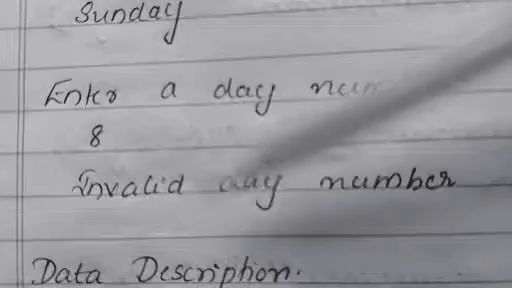 Sunday
Enter a day
8
Invalid day number
Data Description.